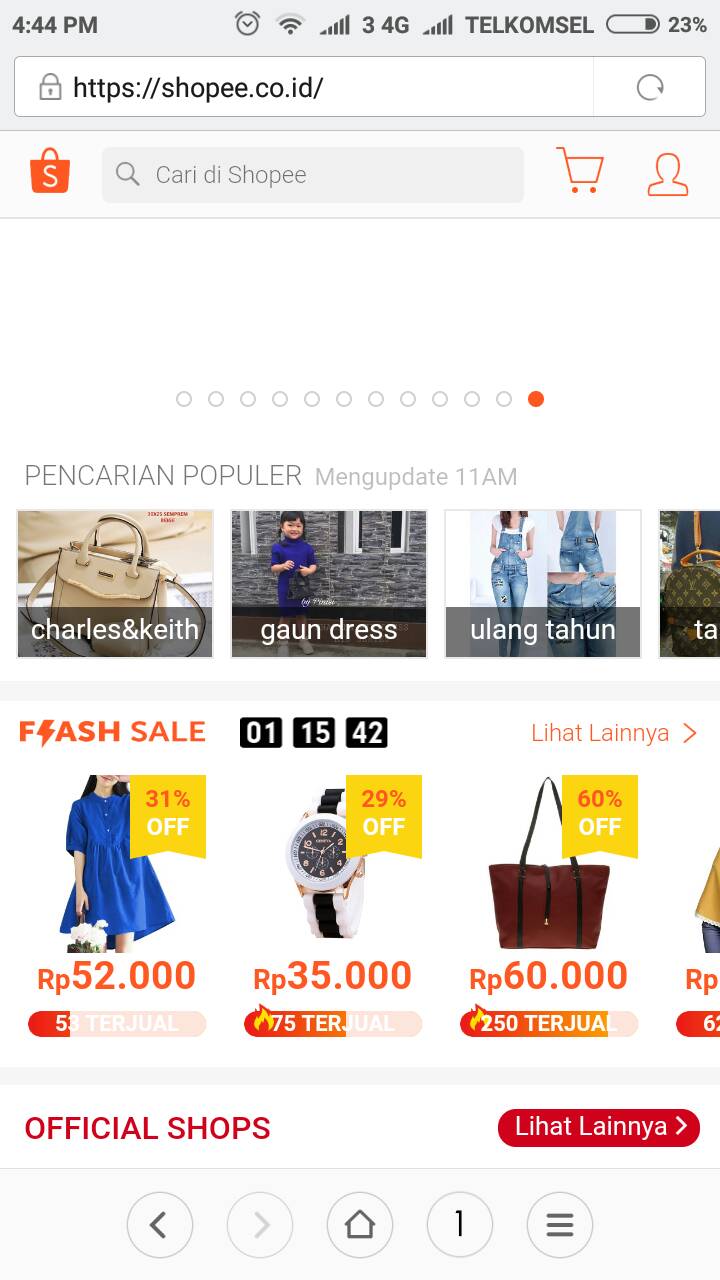 4:44 PM 3 4G TELKOMSEL 23%
https://shopee.co.id/
S Cari di Shopee
PENCARIAN POPULER Mengupdate 11AM
30X25 SEMPREM
BEIGE
charles&keith gaun dress ulang tahun ta
FLASH SALE 01 15 42 Lihat Lainnya
31% OFF 29% OFF 60% OFF
Rp52.000 Rp35.000 Rp60.000 Rp
53 TERJUAL 75 TERJUAL 250 TERJUAL 62
OFFICIAL SHOPS Lihat Lainnya
1